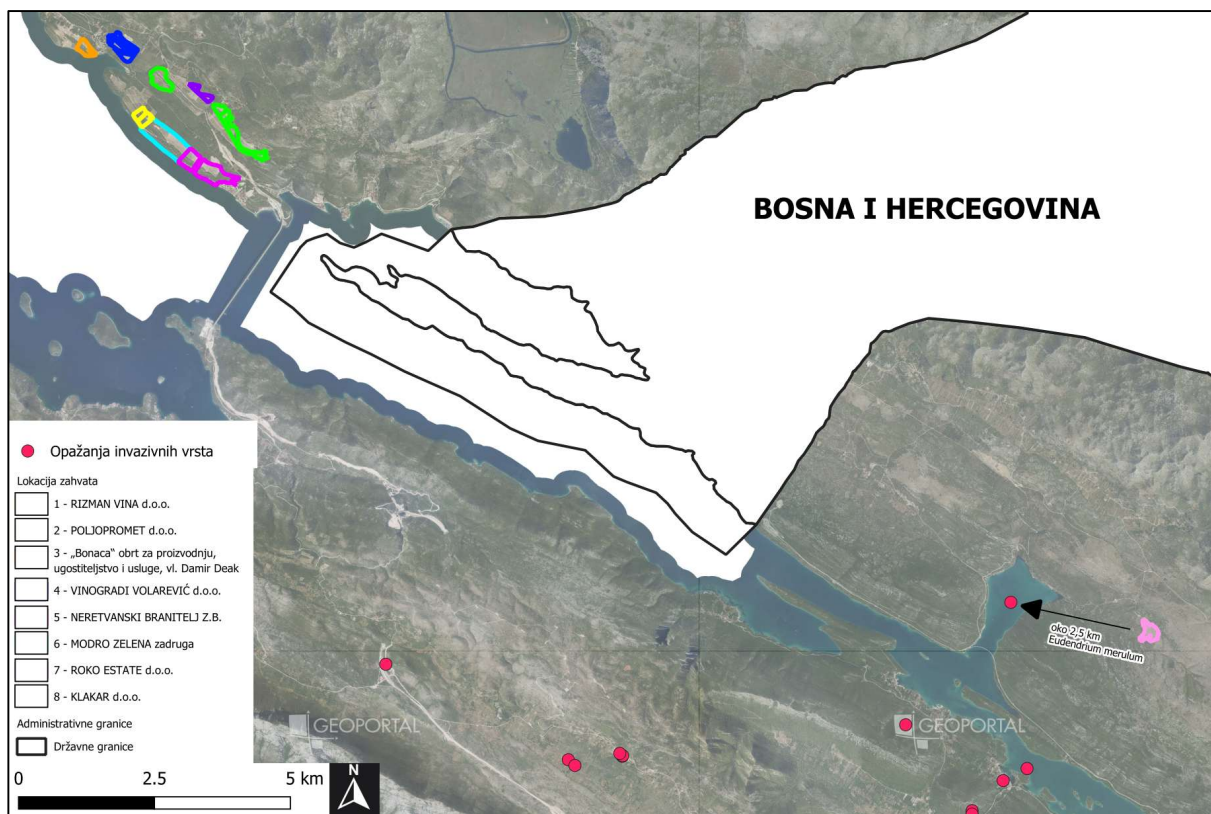 BOSNA I HERCEGOVINA
Opažanja invazivnih vrsta
Lokacija zahvata
1 - RIZMAN VINA d.o.o.
2 - POLJOPROMET d.o.o.
3 - „Bonaca“ obrt za proizvodnju,
ugostiteljstvo i usluge, vl. Damir Deak
4 - VINOGRADI VOLAREVIĆ d.o.o.
5 - NERETVANSKI BRANITELJ Z.B.
6 - MODRO ZELENA zadruga
7 - ROKO ESTATE d.o.o.
8 - KLAKAR d.o.o.
Administrativne granice
Državne granice
0 2.5 5 km
N
oko 2,5 km
Eudendrium merulum
GEOPORTAL
GEOPORTAL